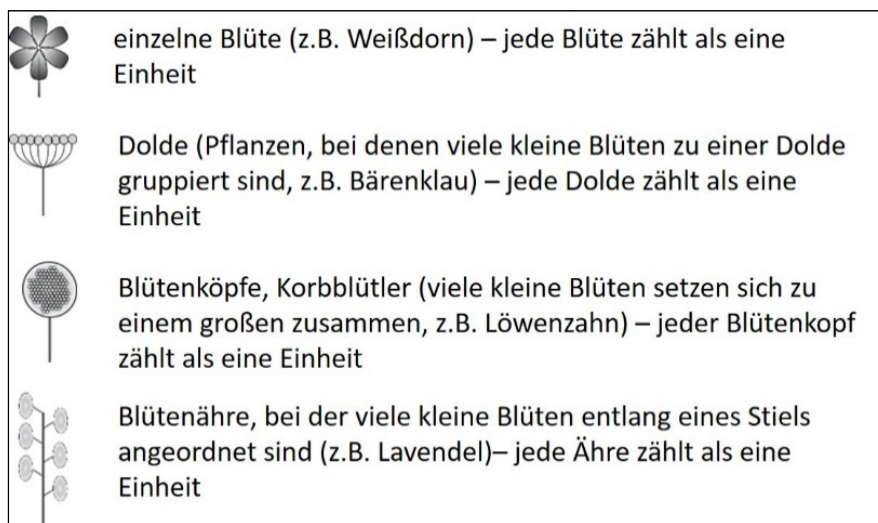 einzelne Blüte (z.B. Weißdorn) – jede Blüte zählt als eine
Einheit
Dolde (Pflanzen, bei denen viele kleine Blüten zu einer Dolde
gruppiert sind, z.B. Bärenklau) – jede Dolde zählt als eine
Einheit
Blütenköpfe, Korbblütler (viele kleine Blüten setzen sich zu
einem großen zusammen, z.B. Löwenzahn) – jeder Blütenkopf
zählt als eine Einheit
Blütenähre, bei der viele kleine Blüten entlang eines Stiels
angeordnet sind (z.B. Lavendel)– jede Ähre zählt als eine
Einheit